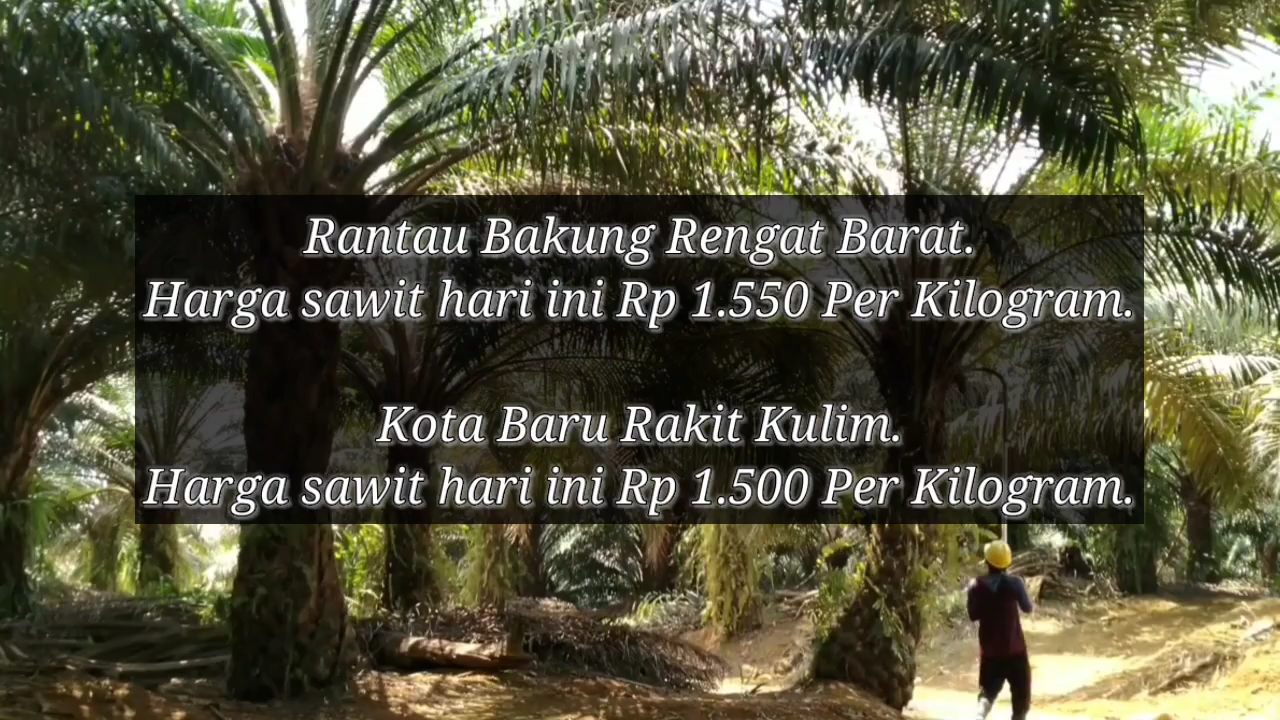 Rantau Bakung Rengat Barat.
Harga sawit hari ini Rp 1.550 Per Kilogram.
Kota Baru Rakit Kulim.
Harga sawit hari ini Rp 1.500 Per Kilogram.